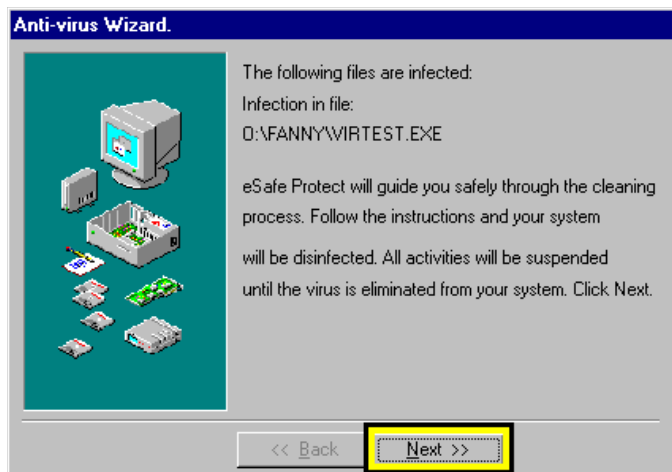 Anti-virus Wizard.
The following files are infected:
Infection in file:
O:\FANNY\VIRTEST.EXE
eSafe Protect will guide you safely through the cleaning
process. Follow the instructions and your system
will be disinfected. All activities will be suspended
until the virus is eliminated from your system. Click Next.
<< Back
Next >>